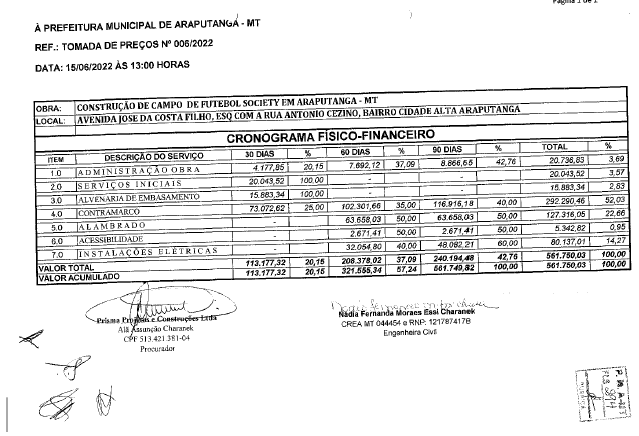 Página 1 de 1
À PREFEITURA MUNICIPAL DE ARAPUTANGA - MT
REF.: TOMADA DE PREÇOS Nº 006/2022
DATA: 15/06/2022 ÀS 13:00 HORAS
OBRA: CONSTRUÇÃO DE CAMPO DE FUTEBOL SOCIETY EM ARAPUTANGA - MT
LOCAL: AVENIDA JOSE DA COSTA FILHO, ESQ COM A RUA ANTONIO CEZINO, BAIRRO CIDADE ALTA ARAPUTANGA
CRONOGRAMA FÍSICO-FINANCEIRO
ITEM DESCRIÇÃO DO SERVIÇO 30 DIAS % 60 DIAS % 90 DIAS % TOTAL %
1.0 ADMINISTRAÇÃO OBRA 4.177,85 20,15 7.692,12 37,09 8.866,55 42,76 20.736,83 3,69
2.0 SERVIÇOS INICIAIS 20.043,52 100,00 - - - - 20.043,52 3,57
3.0 ALVENARIA DE EMBASAMENTO 15.883,34 100,00 - - - - 15.883,34 2,83
4.0 CONTRAMARCO 73.072,62 25,00 102.301,66 35,00 116.916,18 40,00 292.290,46 52,03
5.0 ALAMBRADO - - 63.658,03 50,00 63.658,03 50,00 127.316,05 22,66
6.0 ACESSIBILIDADE - - 2.671,41 50,00 2.671,41 50,00 5.342,82 0,95
7.0 INSTALAÇÕES ELÉTRICAS - - 32.054,80 40,00 48.082,21 60,00 80.137,01 14,27
VALOR TOTAL 113.177,32 20,15 208.378,02 37,09 240.194,48 42,76 561.750,03 100,00
VALOR ACUMULADO 113.177,32 20,15 321.555,34 57,24 561.749,82 100,00 561.750,03 100,00
Prisma Projetos e Construções Ltda
Alã Assunção Charanek
CPF 513.421.381-04
Procurador
Nadia Fernanda Moraes Essi Charanek
CREA MT 044454 e RNP: 121787417B
Engenheira Civil